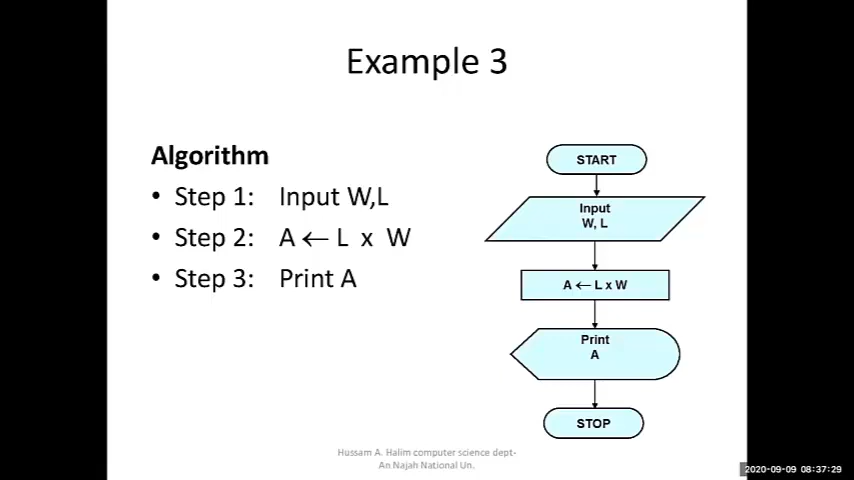 Example 3
Algorithm
• Step 1: Input W,L
• Step 2: A ← L x W
• Step 3: Print A
START
Input
W, L
A ← L x W
Print
A
STOP
Hussam A. Halim computer science dept-
An Najah National Un.
2020-09-09 08:37:29